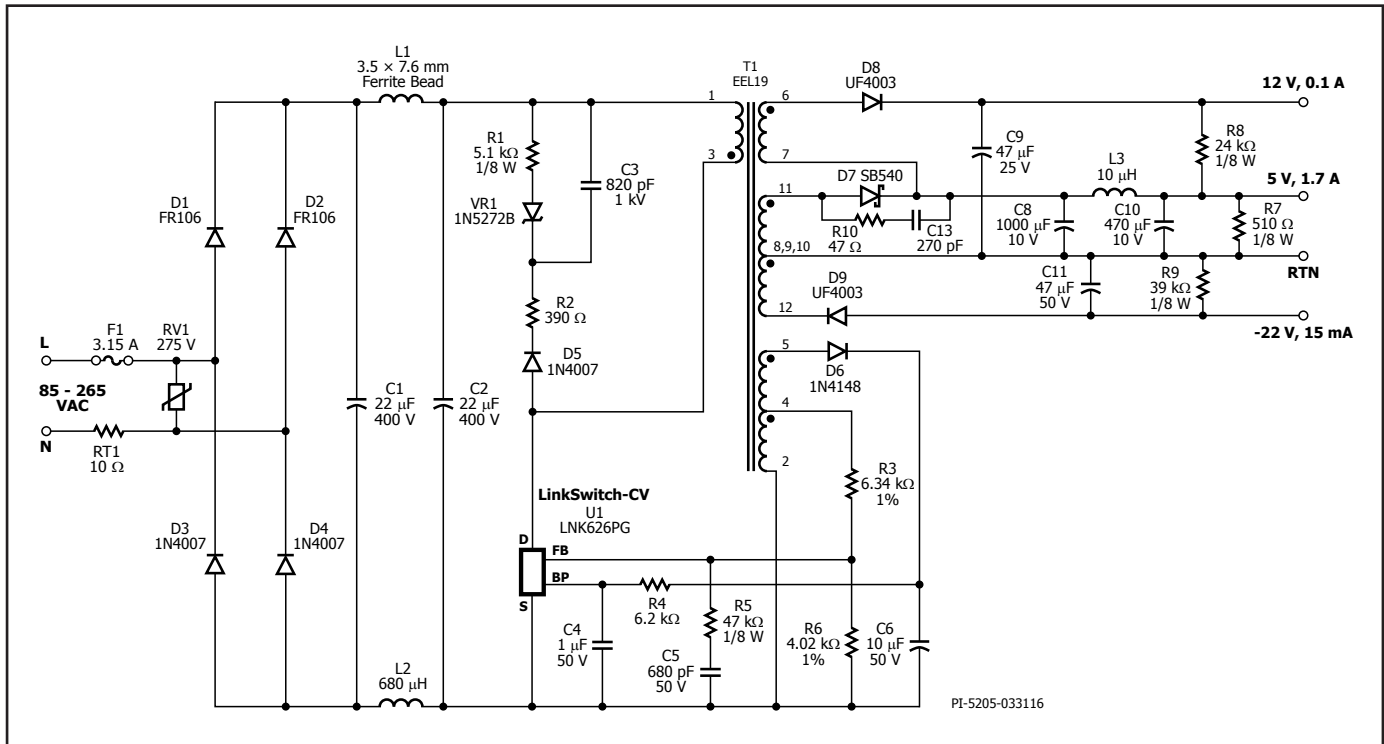 L1
3.5 × 7.6 mm
Ferrite Bead
T1
EEL19
D8
UF4003
12 V, 0.1 A
1
6
R1
5.1 kΩ
1/8 W
C3
820 pF
1 kV
C9
47 μF
25 V
R8
24 kΩ
1/8 W
3
7
L3
10 μH
D7 SB540
5 V, 1.7 A
11
D1
FR106
D2
FR106
VR1
1N5272B
R10
47 Ω
C13
270 pF
C8
1000 μF
10 V
C10
470 μF
10 V
R7
510 Ω
1/8 W
8,9,10
RTN
D9
UF4003
C11
47 μF
50 V
R9
39 kΩ
1/8 W
R2
390 Ω
12
-22 V, 15 mA
F1
3.15 A
RV1
275 V
L
5
D6
1N4148
D5
1N4007
85 - 265
VAC
C1
22 μF
400 V
C2
22 μF
400 V
4
N
RT1
10 Ω
2
R3
6.34 kΩ
1%
LinkSwitch-CV
U1
LNK626PG
D3
1N4007
D4
1N4007
D
FB
BP
S
R4
6.2 kΩ
R5
47 kΩ
1/8 W
C4
1 μF
50 V
C5
680 pF
50 V
R6
4.02 kΩ
1%
C6
10 μF
50 V
L2
680 μH
PI-5205-033116